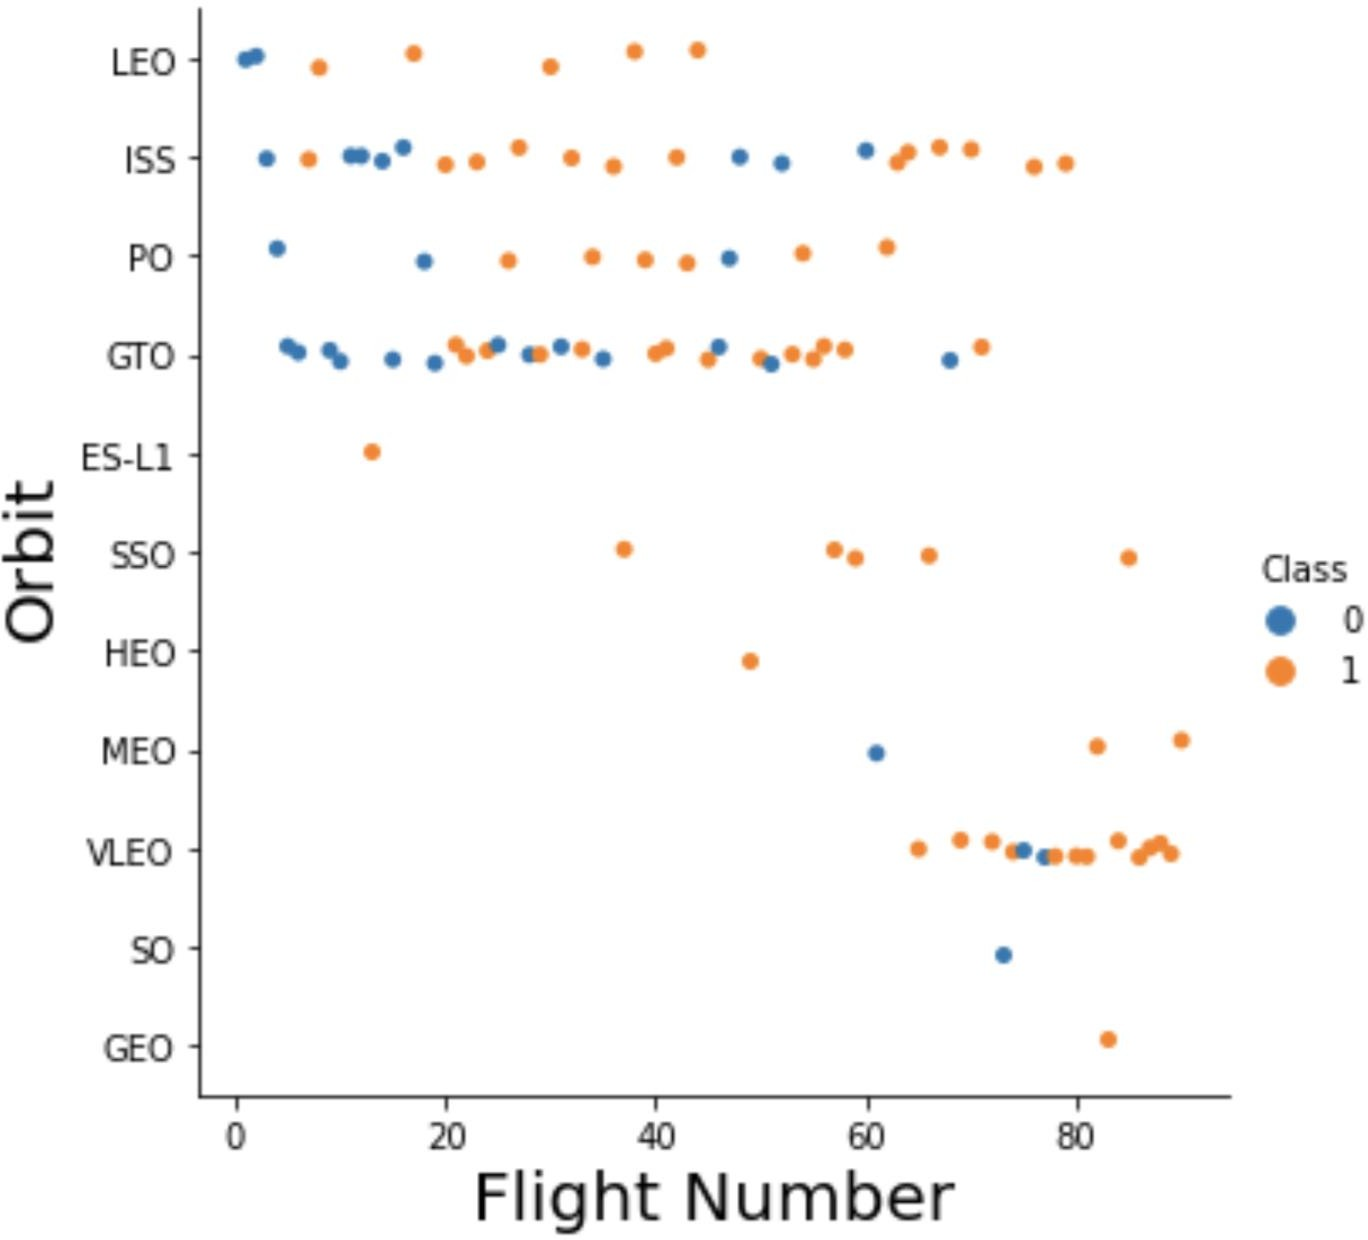 LEO
ISS
PO
GTO
ES-L1
SSO
HEO
MEO
VLEO
SO
GEO
Orbit
0 20 40 60 80
Flight Number
Class
0
1